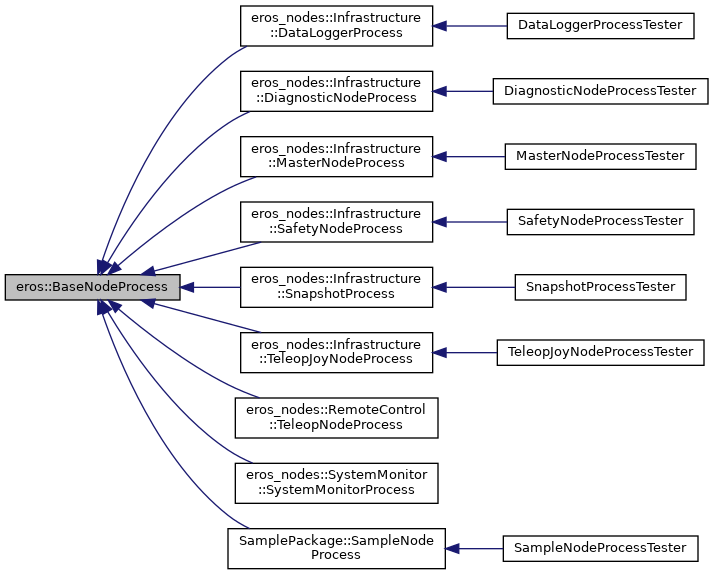 eros_nodes::Infrastructure
::DataLoggerProcess
DataLoggerProcessTester
eros_nodes::Infrastructure
::DiagnosticNodeProcess
DiagnosticNodeProcessTester
eros_nodes::Infrastructure
::MasterNodeProcess
MasterNodeProcessTester
eros_nodes::Infrastructure
::SafetyNodeProcess
SafetyNodeProcessTester
eros::BaseNodeProcess
eros_nodes::Infrastructure
::SnapshotProcess
SnapshotProcessTester
eros_nodes::Infrastructure
::TeleopJoyNodeProcess
TeleopJoyNodeProcessTester
eros_nodes::RemoteControl
::TeleopNodeProcess
eros_nodes::SystemMonitor
::SystemMonitorProcess
SamplePackage::SampleNode
Process
SampleNodeProcessTester